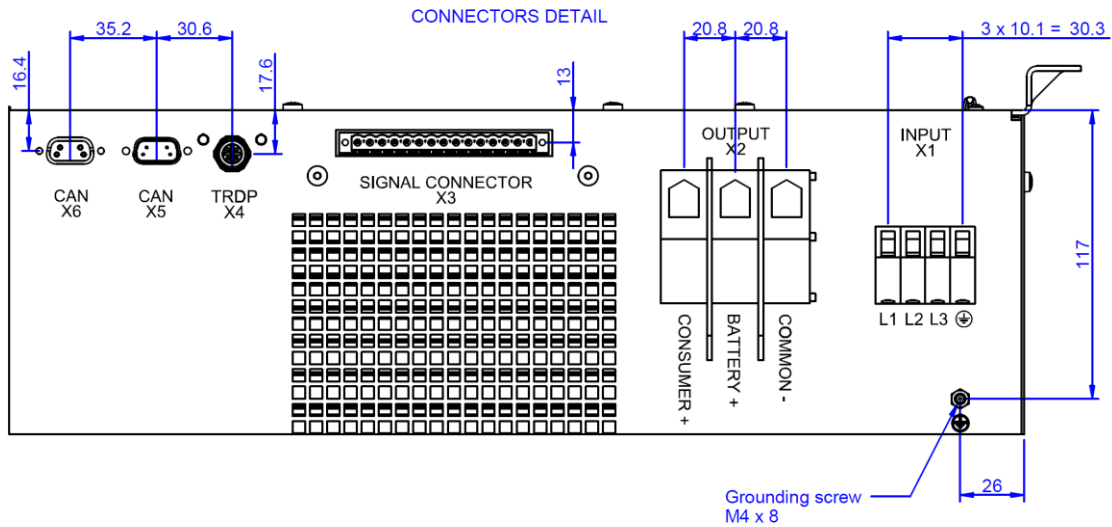 CONNECTORS DETAIL
35.2
30.6
20.8
20.8
3 x 10.1 = 30.3
16.4
17.6
13
OUTPUT
X2
INPUT
X1
CAN
X6
CAN
X5
TRDP
X4
SIGNAL CONNECTOR
X3
117
L1 L2 L3
CONSUMER +
BATTERY +
COMMON -
Grounding screw
M4 x 8
26